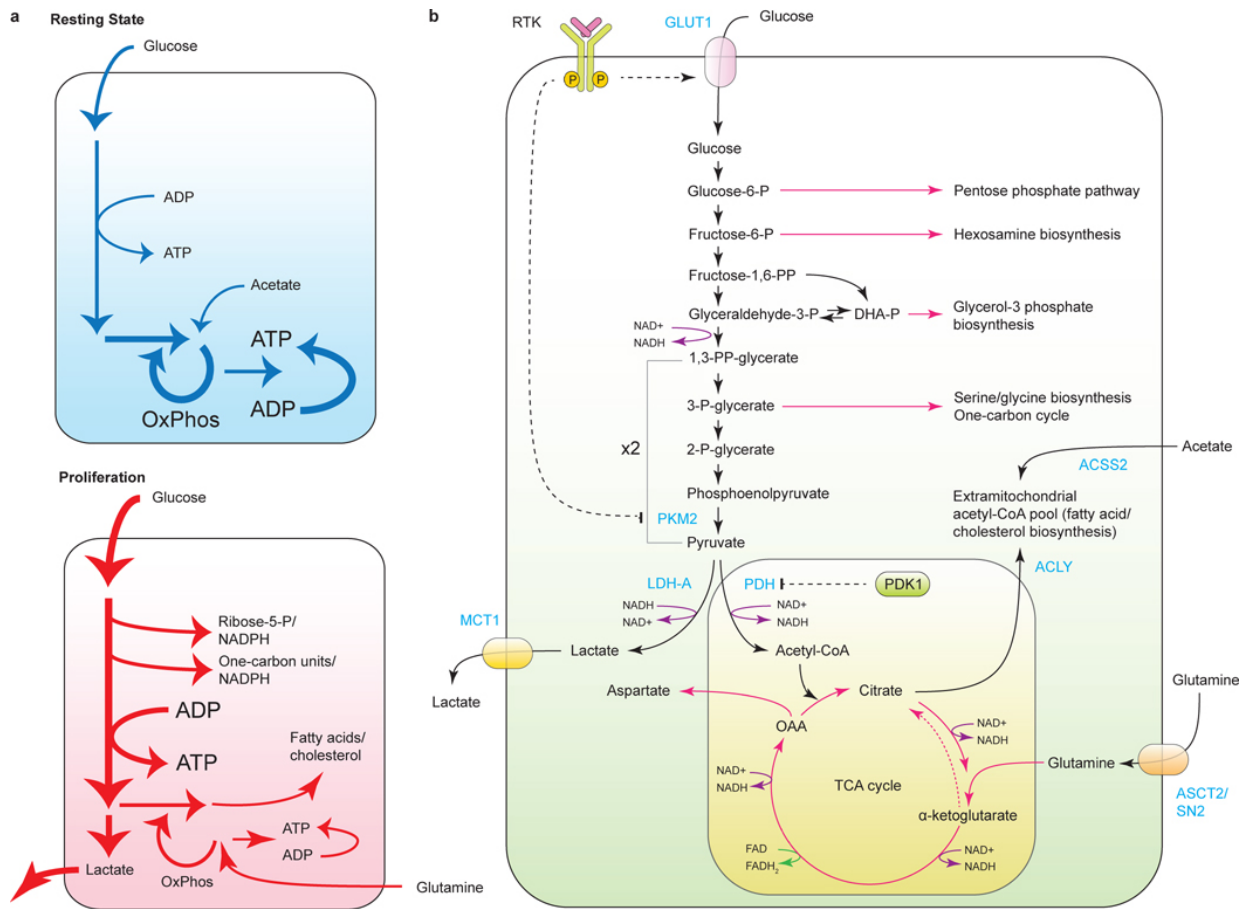 a
Resting State
Glucose
ADP
ATP
Acetate
ATP
ADP
OxPhos
Proliferation
Glucose
Ribose-5-P/
NADPH
One-carbon units/
NADPH
ADP
ATP
Fatty acids/
cholesterol
ATP
ADP
OxPhos
Lactate
Glutamine
b
RTK
P
P
GLUT1
Glucose
Glucose
Glucose-6-P
Pentose phosphate pathway
Fructose-6-P
Hexosamine biosynthesis
Fructose-1,6-PP
Glyceraldehyde-3-P
DHA-P
Glycerol-3 phosphate
biosynthesis
NAD+
NADH
1,3-PP-glycerate
3-P-glycerate
Serine/glycine biosynthesis
One-carbon cycle
x2
2-P-glycerate
Phosphoenolpyruvate
PKM2
Pyruvate
Acetate
ACSS2
Extramitochondrial
acetyl-CoA pool (fatty acid/
cholesterol biosynthesis)
ACLY
LDH-A
PDH
PDK1
NADH
NAD+
NAD+
NADH
MCT1
Lactate
Lactate
Acetyl-CoA
Aspartate
Citrate
OAA
NAD+
NADH
Glutamine
Glutamine
ASCT2/
SN2
NAD+
NADH
TCA cycle
α-ketoglutarate
FAD
FADH₂
NAD+
NADH